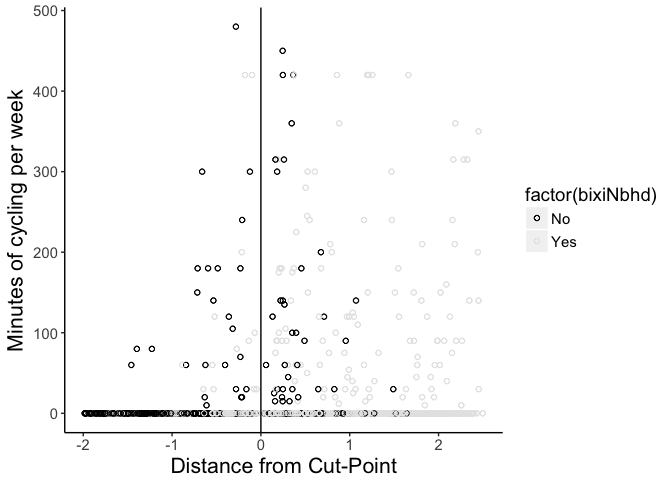 500
400
300
200
100
0
Minutes of cycling per week
-2 -1 0 1 2
Distance from Cut-Point
factor(bixiNbhd)
No
Yes